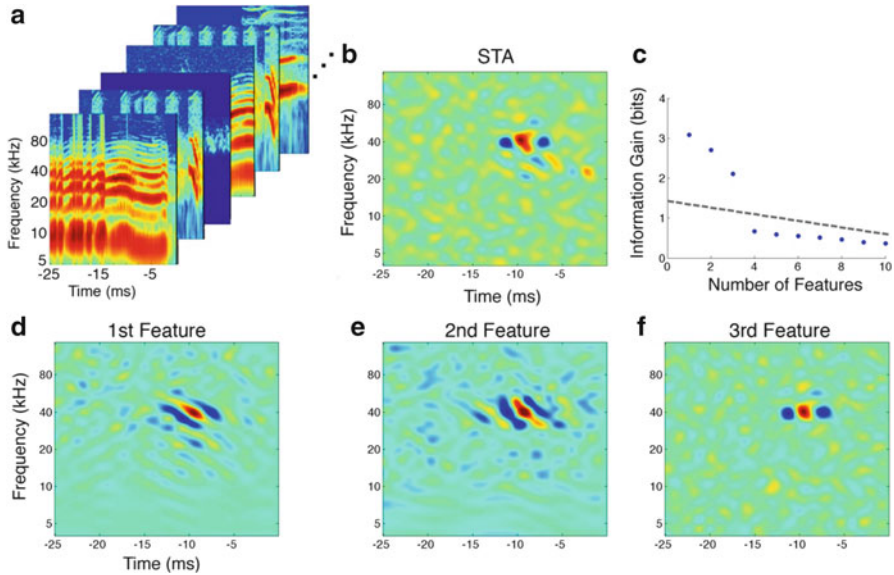 a
Frequency (kHz)
80
40
20
10
5
-25 -15 -5
Time (ms)
b
STA
Frequency (kHz)
80
40
20
10
5
-25 -20 -15 -10 -5 0
Time (ms)
c
Information Gain (bits)
4
3
2
1
0
0 2 4 6 8 10
Number of Features
d
1st Feature
Frequency (kHz)
80
40
20
10
5
-25 -20 -15 -10 -5 0
Time (ms)
e
2nd Feature
80
40
20
10
5
-25 -20 -15 -10 -5 0
f
3rd Feature
80
40
20
10
5
-25 -20 -15 -10 -5 0